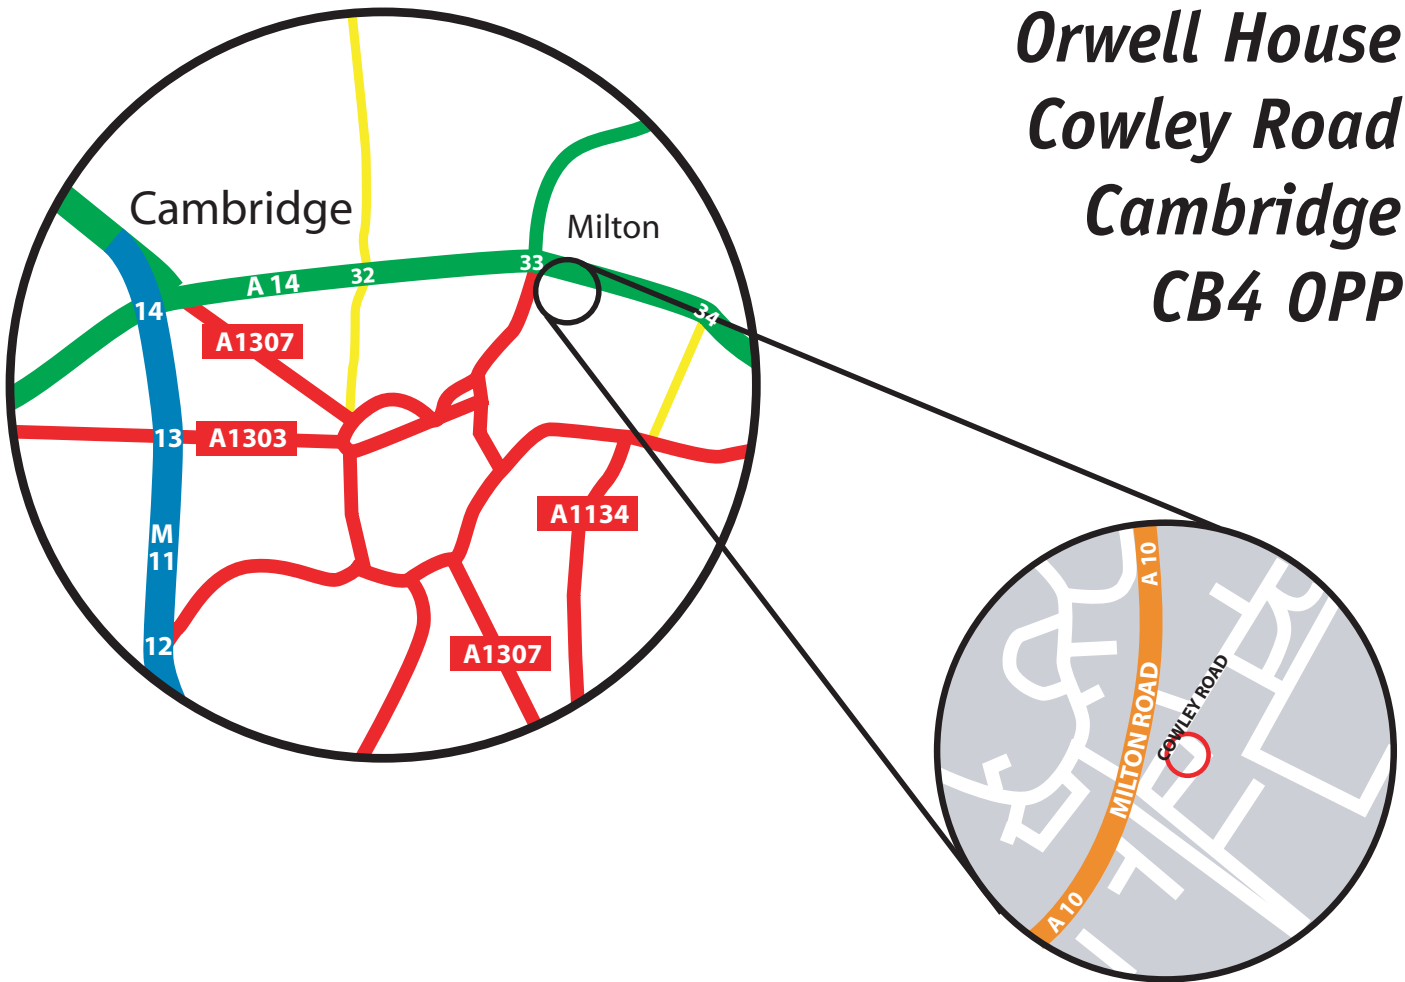 Orwell House
Cowley Road
Cambridge
CB4 0PP
Cambridge
Milton
33
A 14
32
14
34
A1307
13
A1303
A1134
M
11
12
A1307
A 10
COWLEY ROAD
MILTON ROAD
A 10